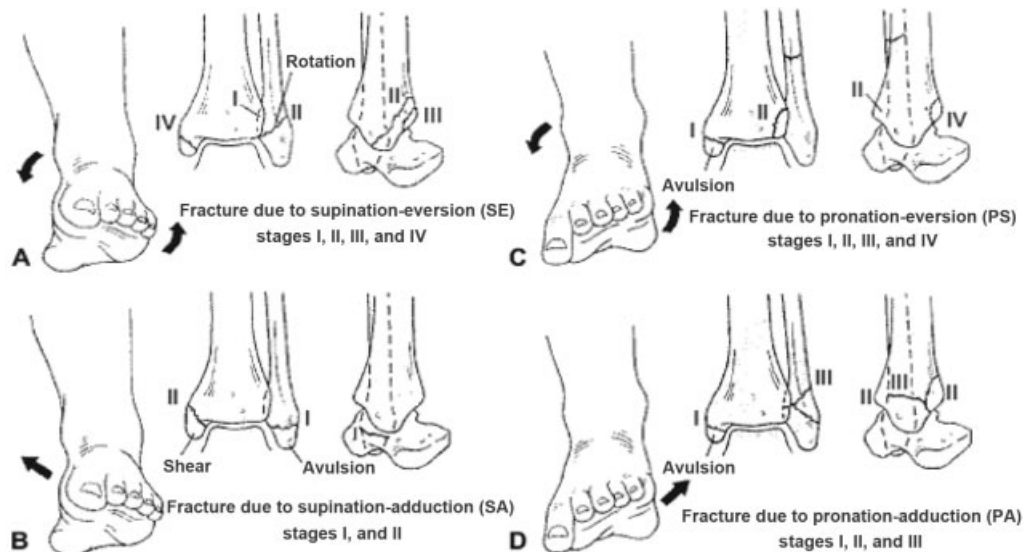 Rotation
I
II
IV
II
III
Fracture due to supination-eversion (SE)
stages I, II, III, and IV
A
II
I
II
IV
Avulsion
Fracture due to pronation-eversion (PS)
stages I, II, III, and IV
C
II
I
I
Shear
Avulsion
Fracture due to supination-adduction (SA)
stages I, and II
B
III
I
II
III
II
Avulsion
Fracture due to pronation-adduction (PA)
stages I, II, and III
D